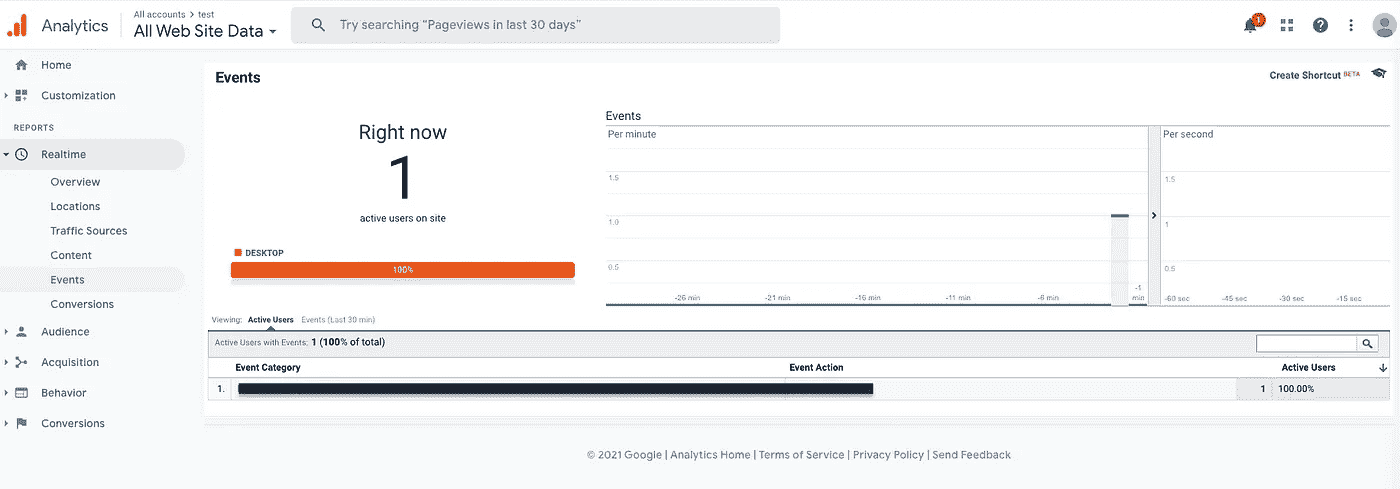 Analytics
All accounts > test
All Web Site Data
Try searching “Pageviews in last 30 days”
1
Home
Customization
REPORTS
Realtime
Overview
Locations
Traffic Sources
Content
Events
Conversions
Audience
Acquisition
Behavior
Conversions
Events
Create Shortcut BETA
Right now
1
active users on site
DESKTOP
100%
Events
Per minute
1.5
1.0
0.5
-26 min
-21 min
-16 min
-11 min
-6 min
-1 min
Per second
1.5
1
0.5
-60 sec
-45 sec
-30 sec
-15 sec
Viewing: Active Users Events (Last 30 min)
Active Users with Events: 1 (100% of total)
Event Category Event Action Active Users
1. 1 100.00%
© 2021 Google | Analytics Home | Terms of Service | Privacy Policy | Send Feedback